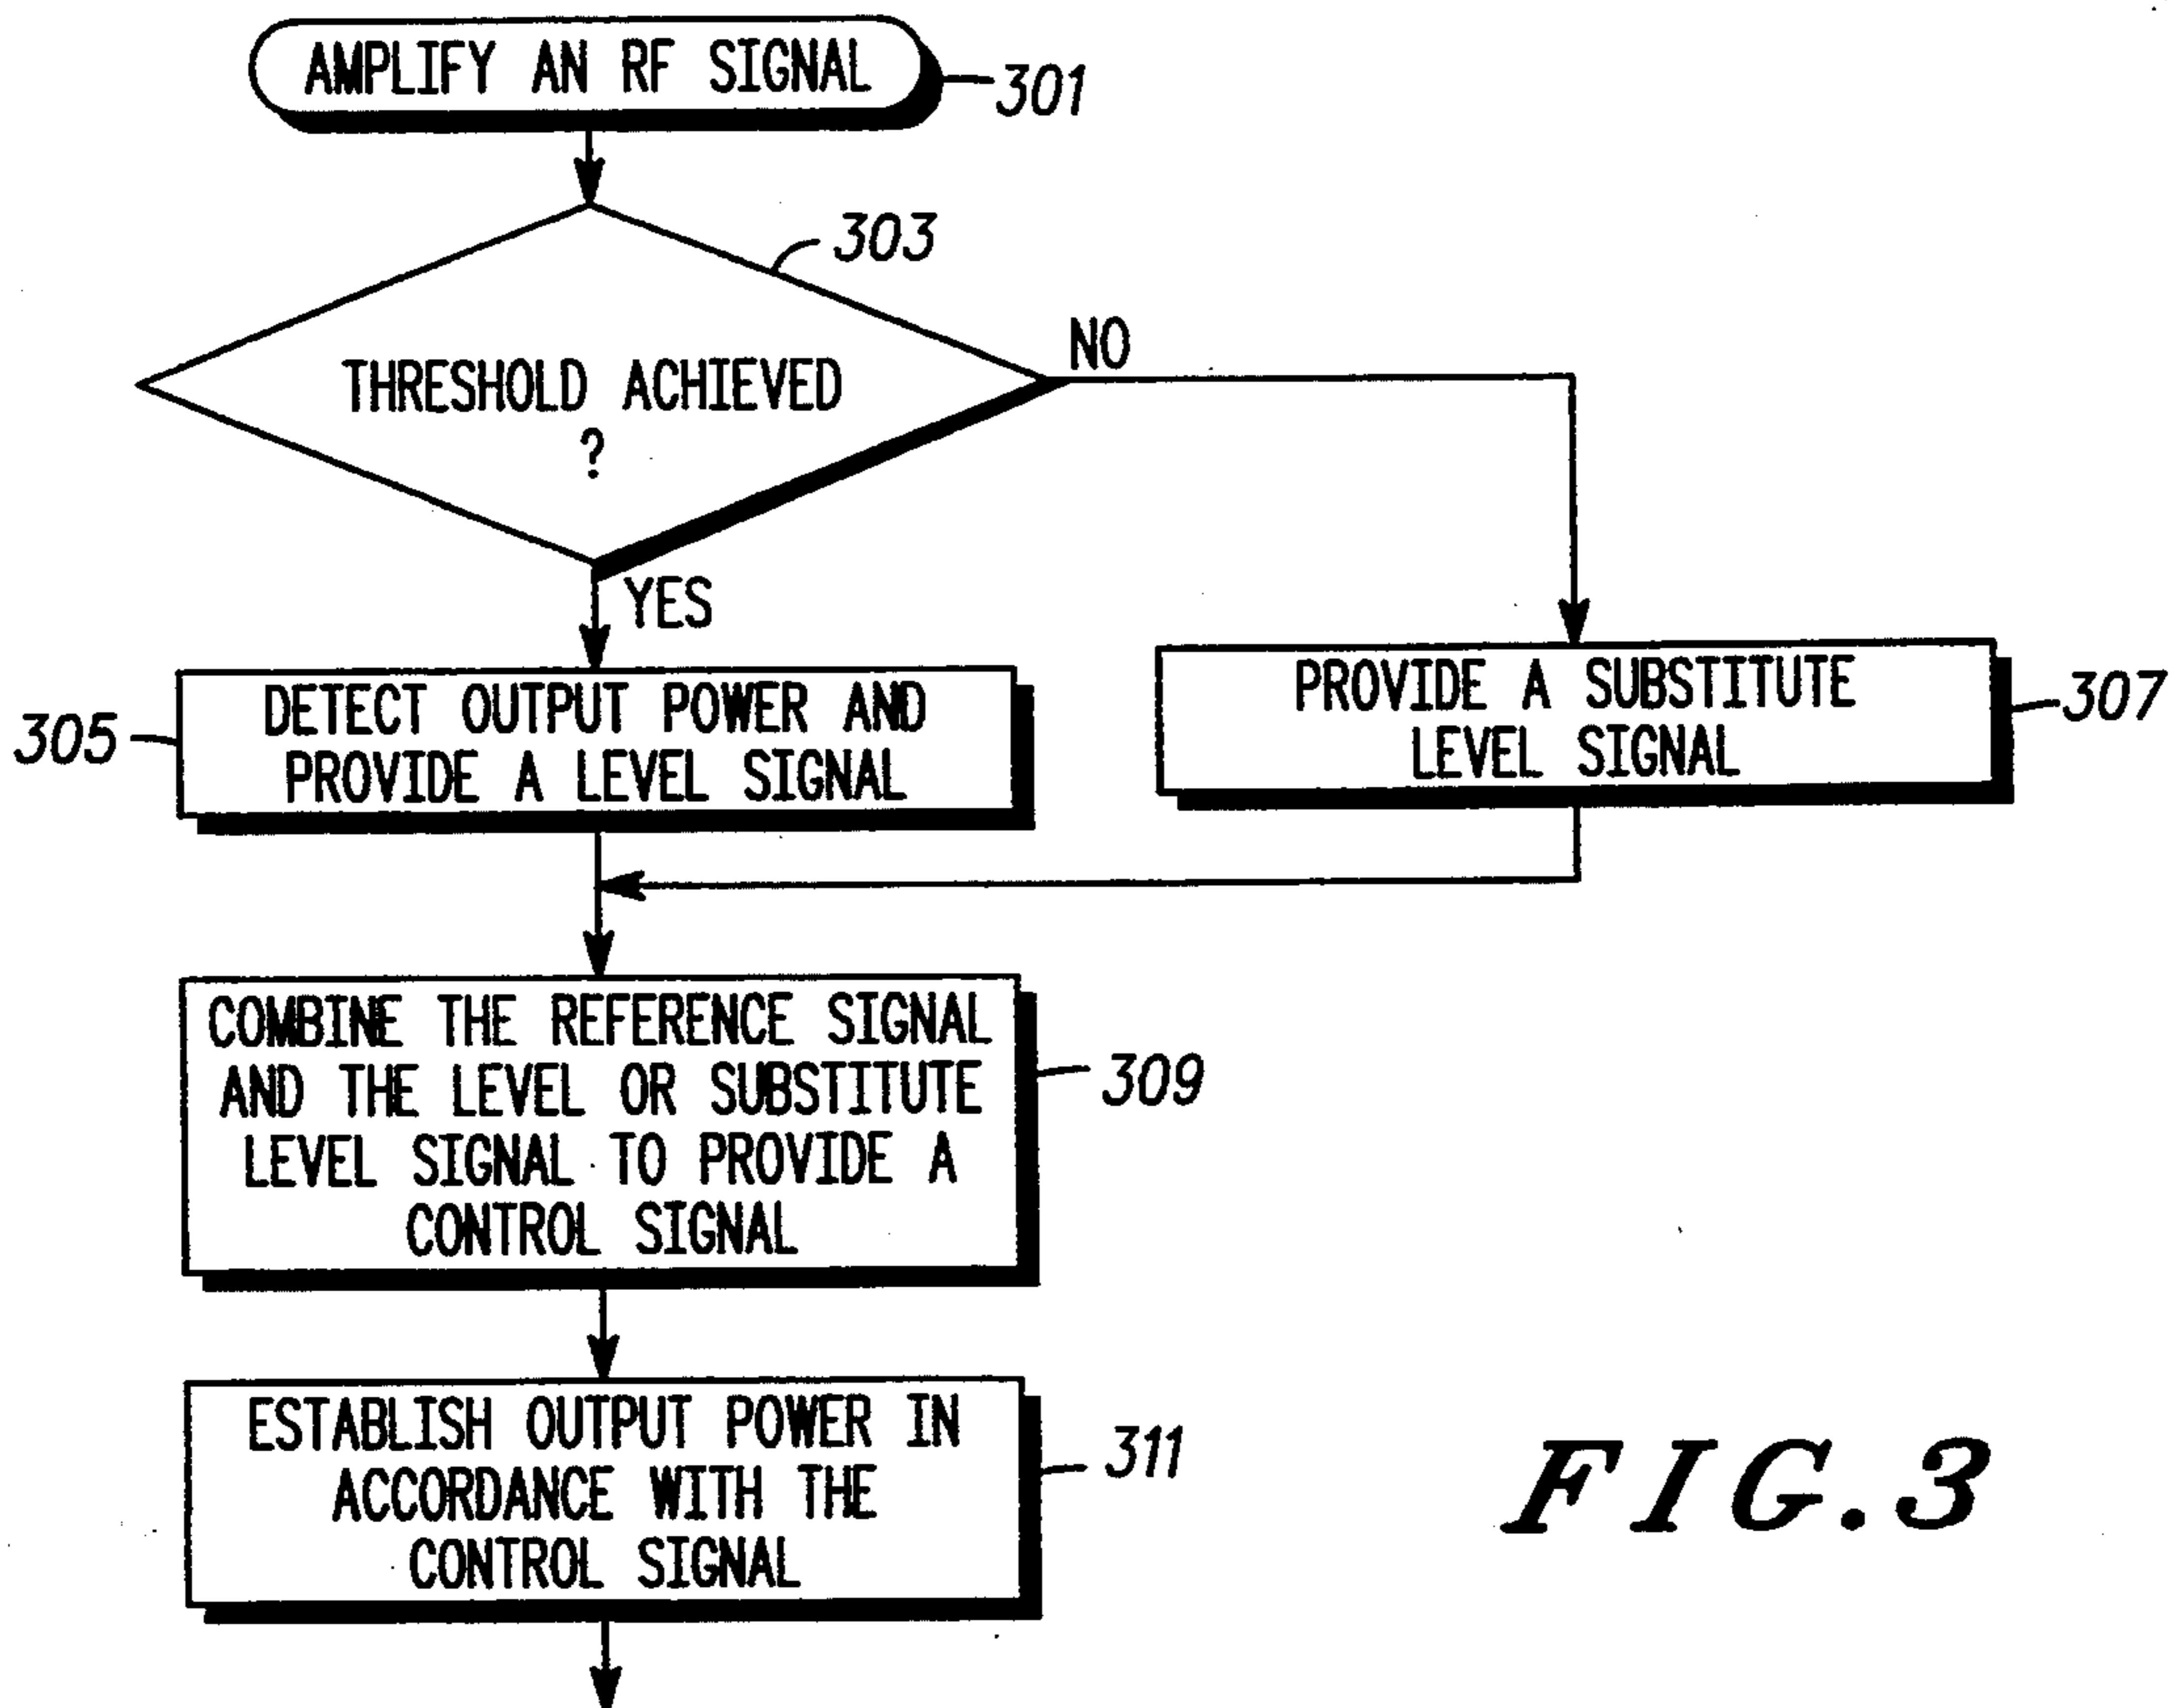 AMPLIFY AN RF SIGNAL
301
303
THRESHOLD ACHIEVED
?
NO
YES
305
DETECT OUTPUT POWER AND
PROVIDE A LEVEL SIGNAL
PROVIDE A SUBSTITUTE
LEVEL SIGNAL
307
COMBINE THE REFERENCE SIGNAL
AND THE LEVEL OR SUBSTITUTE
LEVEL SIGNAL TO PROVIDE A
CONTROL SIGNAL
309
ESTABLISH OUTPUT POWER IN
ACCORDANCE WITH THE
CONTROL SIGNAL
311
FIG.3